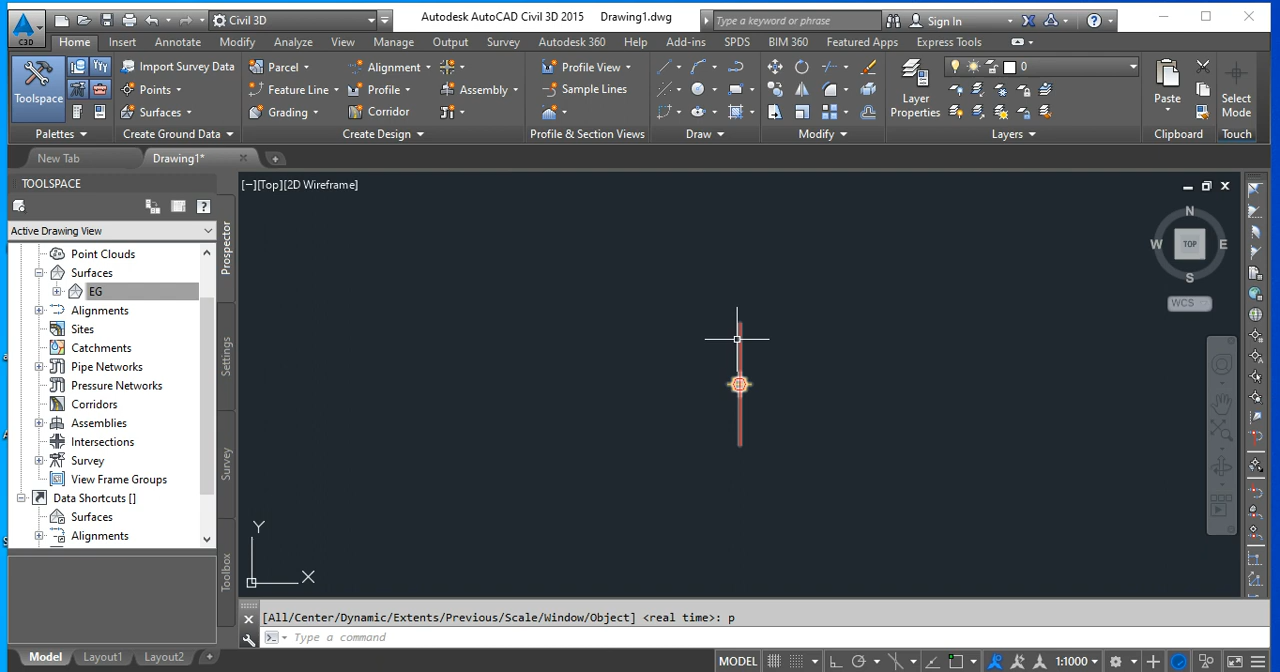 Civil 3D
Autodesk AutoCAD Civil 3D 2015 Drawing1.dwg
Type a keyword or phrase
Sign In
C3D
Home Insert Annotate Modify Analyze View Manage Output Survey Autodesk 360 Help Add-ins SPDS BIM 360 Featured Apps Express Tools
Toolspace
Import Survey Data
Points
Surfaces
Parcel
Feature Line
Grading
Alignment
Profile
Corridor
Assembly
Profile View
Sample Lines
Layer Properties
0
Paste
Select Mode
Palettes
Create Ground Data
Create Design
Profile & Section Views
Draw
Modify
Layers
Clipboard
Touch
New Tab
Drawing1*
TOOLSPACE
Active Drawing View
Point Clouds
Surfaces
EG
Alignments
Sites
Catchments
Pipe Networks
Pressure Networks
Corridors
Assemblies
Intersections
Survey
View Frame Groups
Data Shortcuts []
Surfaces
Alignments
Prospector
Settings
Survey
Toolbox
[−][Top][2D Wireframe]
N
W TOP E
S
WCS
Y
X
[All/Center/Dynamic/Extents/Previous/Scale/Window/Object] <real time>: p
Type a command
Model Layout1 Layout2 +
MODEL
1:1000